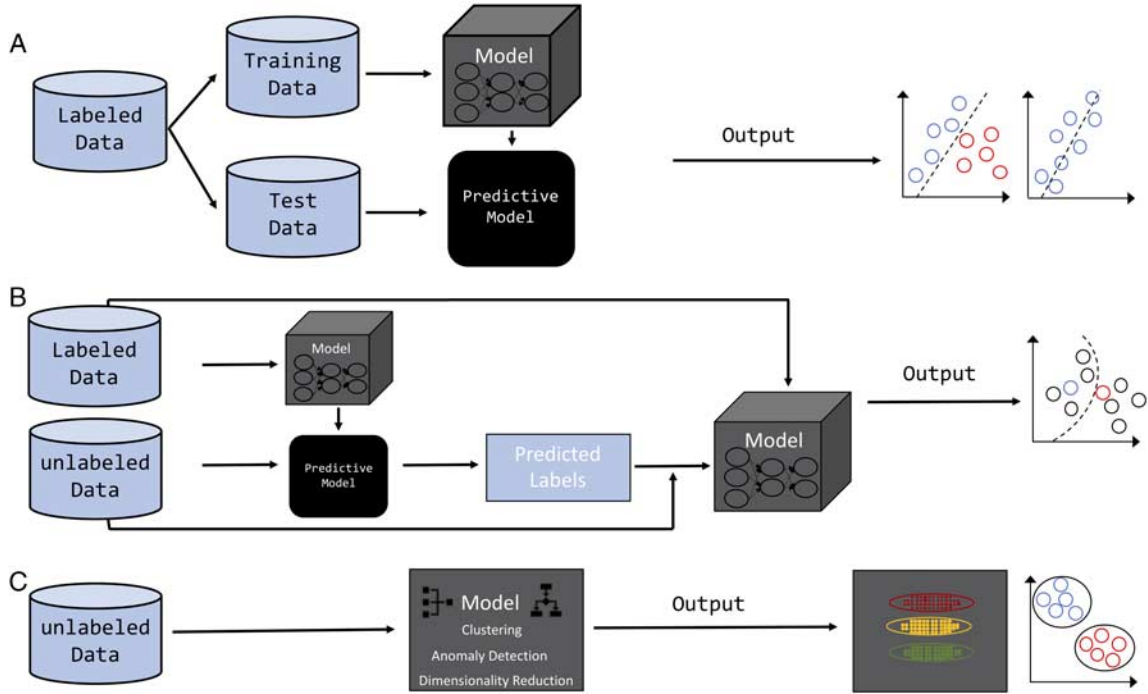 A
Labeled
Data
Training
Data
Test
Data
Model
Predictive
Model
Output
B
Labeled
Data
unlabeled
Data
Model
Predictive
Model
Predicted
Labels
Model
Output
C
unlabeled
Data
Model
Clustering
Anomaly Detection
Dimensionality Reduction
Output